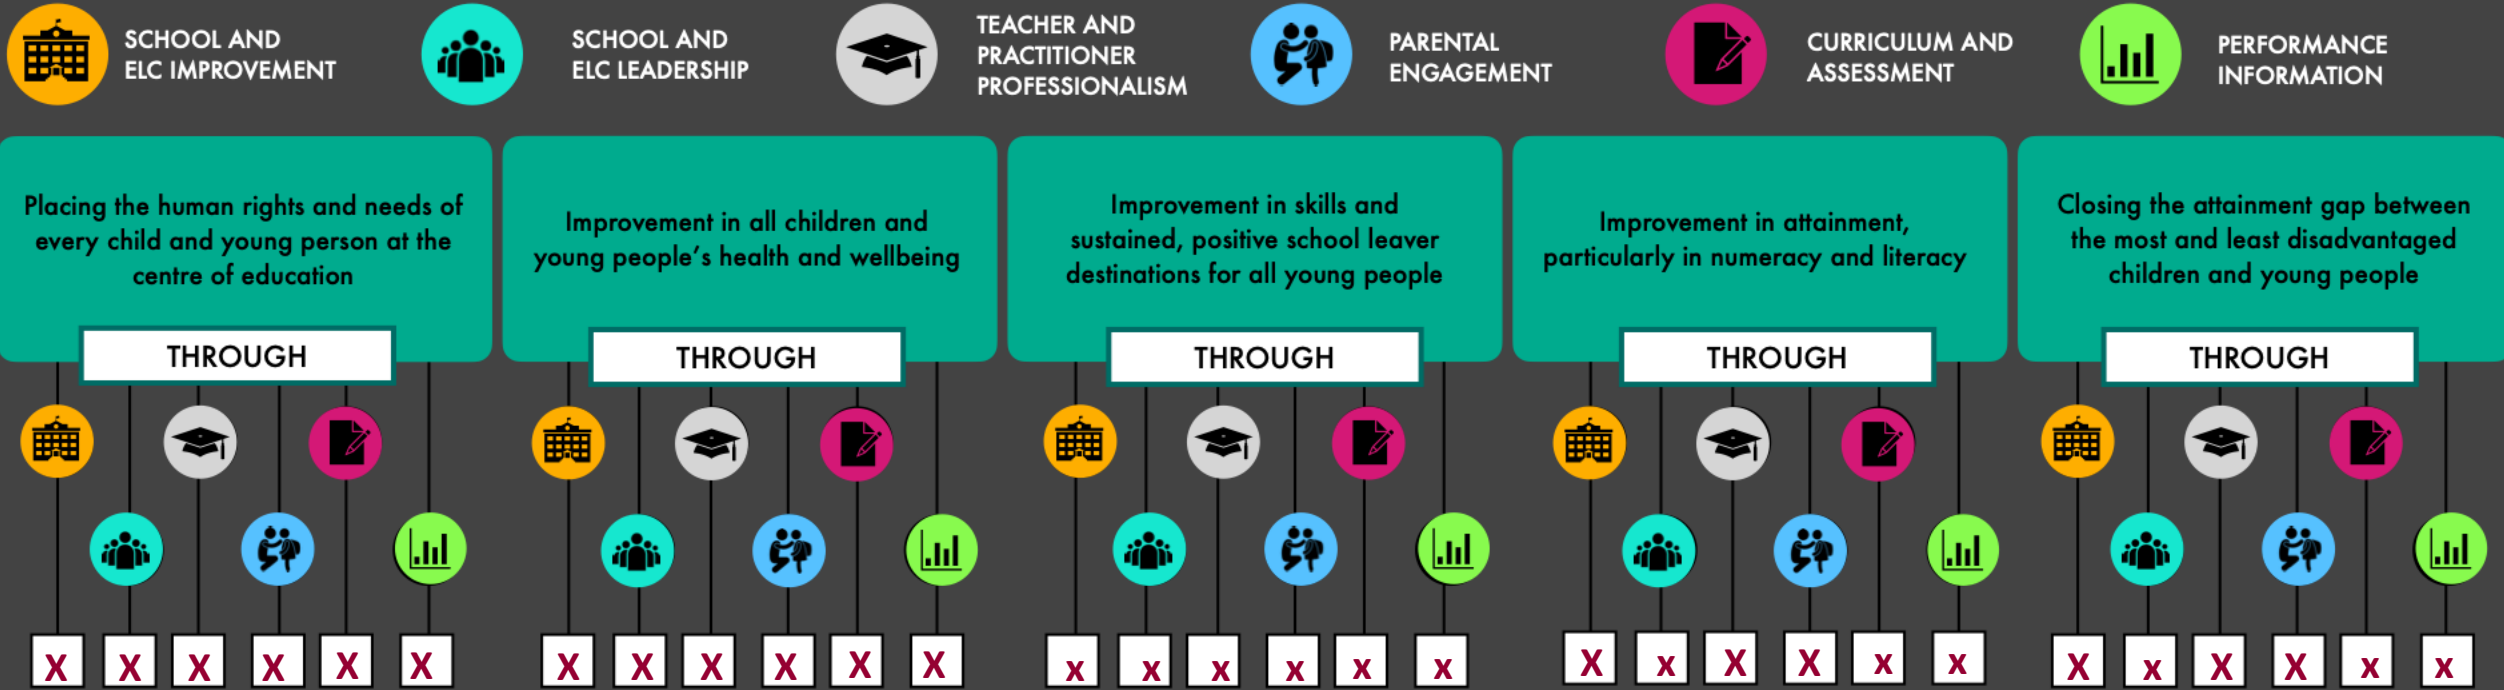 SCHOOL AND
ELC IMPROVEMENT
SCHOOL AND
ELC LEADERSHIP
TEACHER AND
PRACTITIONER
PROFESSIONALISM
PARENTAL
ENGAGEMENT
CURRICULUM AND
ASSESSMENT
PERFORMANCE
INFORMATION
Placing the human rights and needs of
every child and young person at the
centre of education
THROUGH
X X X X X X
Improvement in all children and
young people's health and wellbeing
THROUGH
X X X X X X
Improvement in skills and
sustained, positive school leaver
destinations for all young people
THROUGH
x x x x x x
Improvement in attainment,
particularly in numeracy and literacy
THROUGH
X x X X x x
Closing the attainment gap between
the most and least disadvantaged
children and young people
THROUGH
X x X X x x